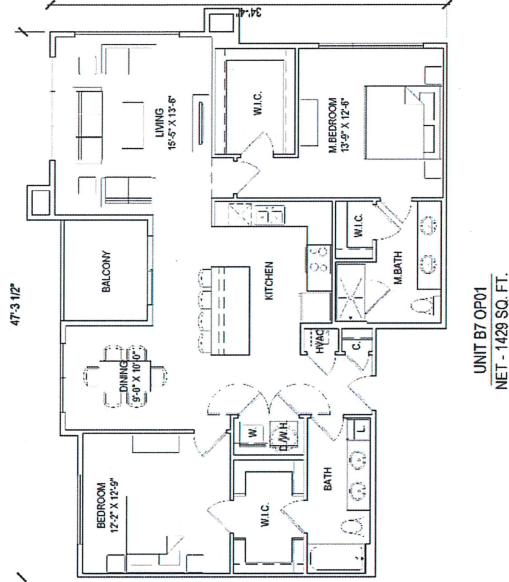 34'-4"
47'-3 1/2"
LIVING
15'-5" X 13'-6"
W.I.C.
M.BEDROOM
13'-9" X 12'-6"
BALCONY
KITCHEN
W.I.C.
M.BATH
DINING
9'-0" X 10'-0"
HVAC
C.
W.
D./W.H.
BEDROOM
12'-2" X 12'-9"
W.I.C.
BATH
L.
UNIT B7 OP01
NET - 1429 SQ. FT.